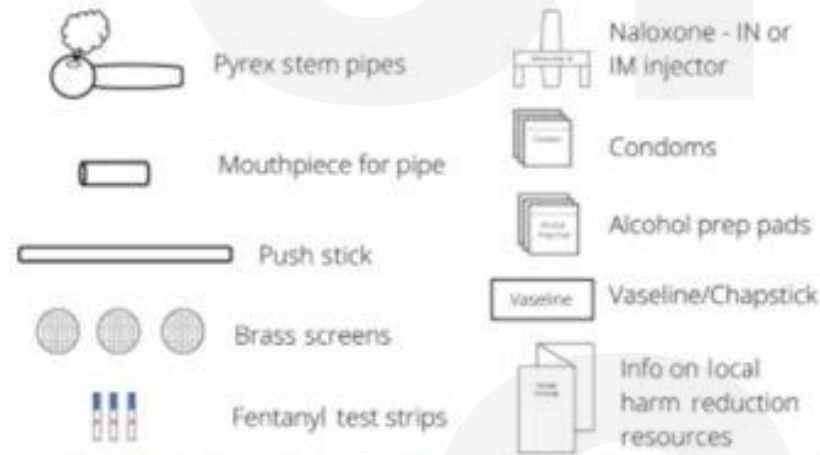 Pyrex stem pipes
Mouthpiece for pipe
Push stick
Brass screens
Fentanyl test strips
Naloxone - IN or
IM injector
Condoms
Alcohol prep pads
Vaseline
Vaseline/Chapstick
Info on local
harm reduction
resources